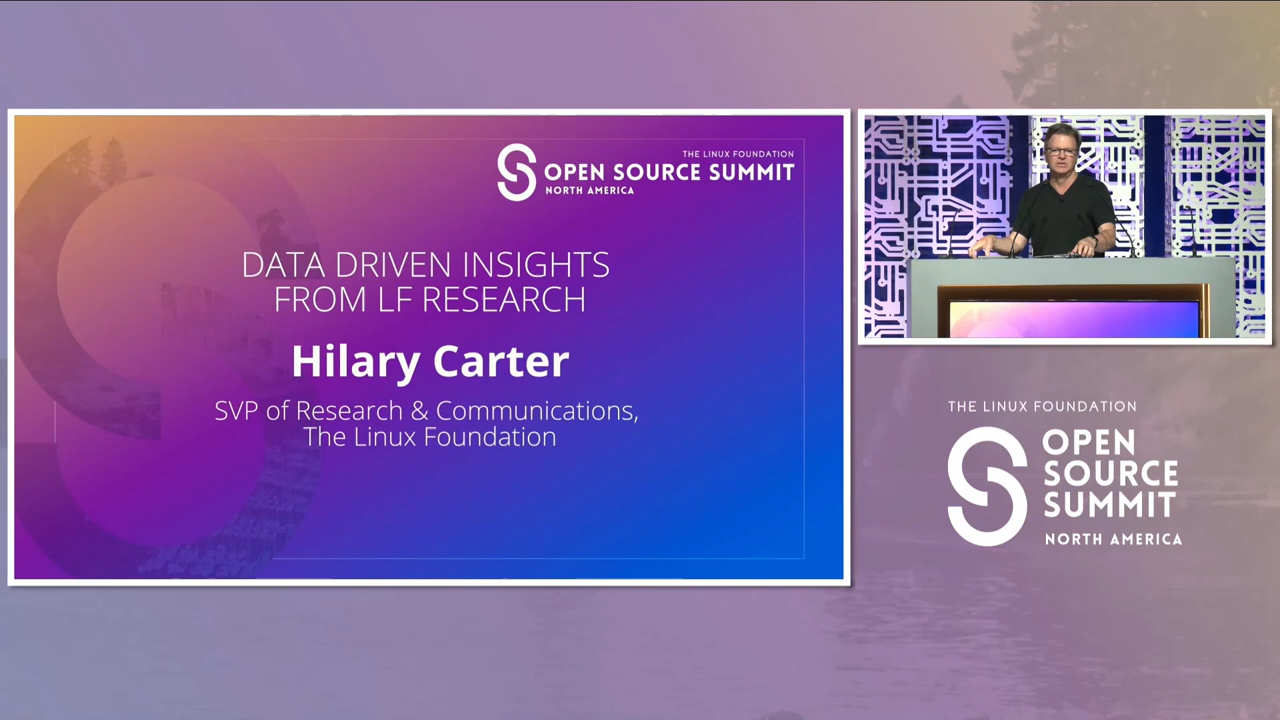 THE LINUX FOUNDATION
OPEN SOURCE SUMMIT
NORTH AMERICA
DATA DRIVEN INSIGHTS
FROM LF RESEARCH
Hilary Carter
SVP of Research & Communications,
The Linux Foundation
THE LINUX FOUNDATION
OPEN
SOURCE
SUMMIT
NORTH AMERICA